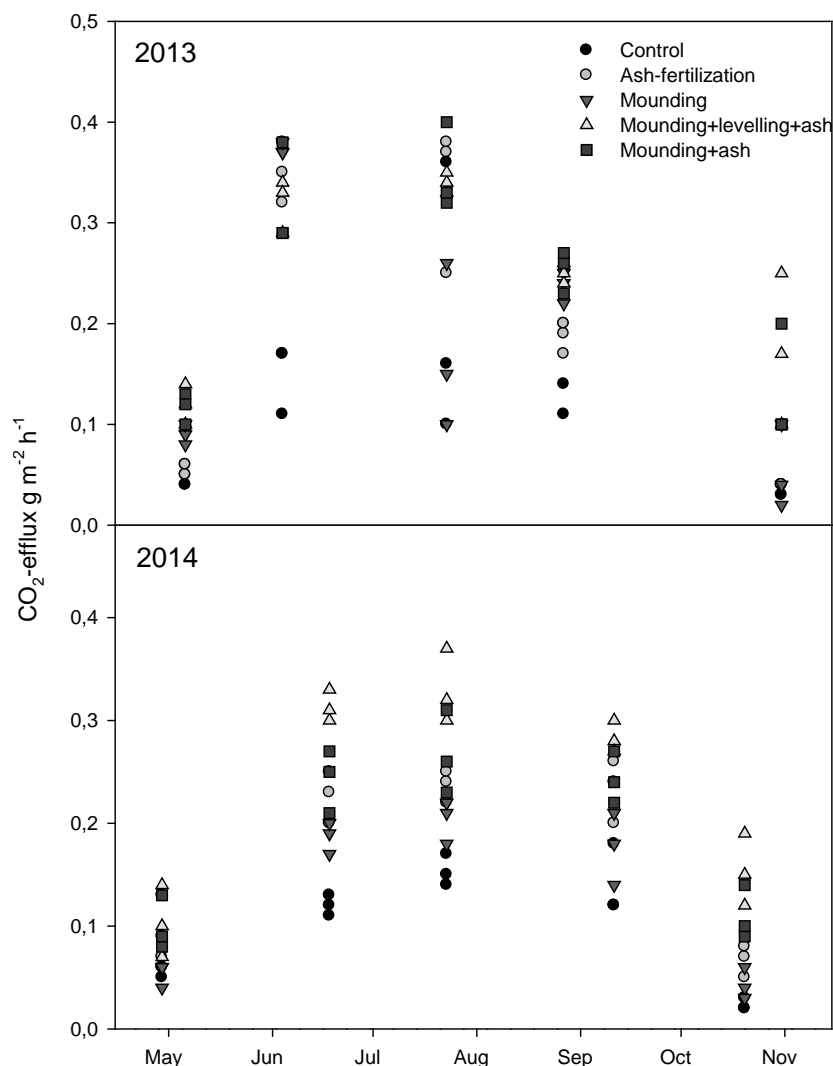 0,5
2013
Control
Ash-fertilization
Mounding
Mounding+levelling+ash
Mounding+ash
0,4
0,3
0,2
0,1
0,0
CO₂-efflux g m⁻² h⁻¹
2014
0,4
0,3
0,2
0,1
0,0
May Jun Jul Aug Sep Oct Nov